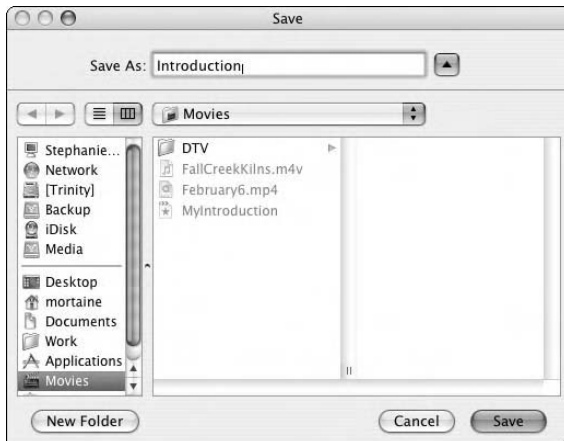 Save
Save As: Introduction
Movies
Stephanie...
Network
[Trinity]
Backup
iDisk
Media
Desktop
mortaine
Documents
Work
Applications
Movies
DTV
FallCreekKilns.m4v
February6.mp4
MyIntroduction
New Folder
Cancel
Save